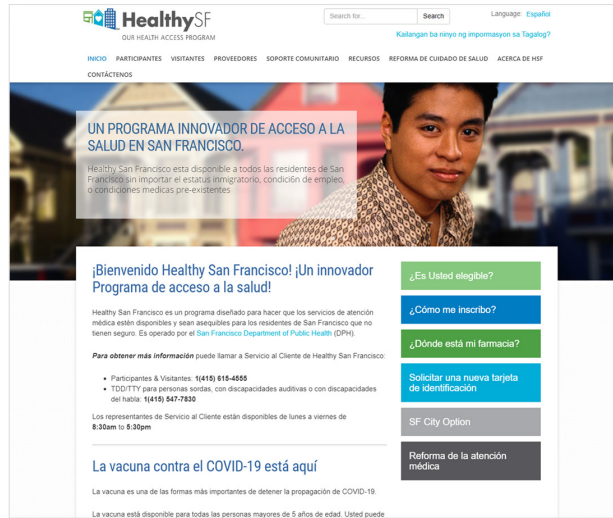 HealthySF
OUR HEALTH ACCESS PROGRAM
Search for...
Search
Language: Español
Kailangan ba ninyo ng impormasyon sa Tagalog?
INICIO PARTICIPANTES VISITANTES PROVEEDORES SOPORTE COMUNITARIO RECURSOS REFORMA DE CUIDADO DE SALUD ACERCA DE HSF
CONTÁCTENOS
UN PROGRAMA INNOVADOR DE ACCESO A LA
SALUD EN SAN FRANCISCO.
Healthy San Francisco esta disponible a todos los residentes de San
Francisco sin importar el estatus inmigratorio, condición de empleo,
o condiciones medicas pre-existentes
¡Bienvenido Healthy San Francisco! ¡Un innovador
Programa de acceso a la salud!
Healthy San Francisco es un programa diseñado para hacer que los servicios de atención
médica estén disponibles y sean asequibles para los residentes de San Francisco que no
tienen seguro. Es operado por el San Francisco Department of Public Health (DPH).
Para obtener más información puede llamar a Servicio al Cliente de Healthy San Francisco:
• Participantes & Visitantes: 1(415) 615-4555
• TDD/TTY para personas sordas, con discapacidades auditivas o con discapacidades
del habla: 1(415) 547-7830
Los representantes de Servicio al Cliente están disponibles de lunes a viernes de
8:30am to 5:30pm
La vacuna contra el COVID-19 está aquí
La vacuna es una de las formas más importantes de detener la propagación de COVID-19.
La vacuna está disponible para todas las personas mayores de 5 años de edad. Usted puede
¿Es Usted elegible?
¿Cómo me inscribo?
¿Dónde está mi farmacia?
Solicitar una nueva tarjeta
de identificación
SF City Option
Reforma de la atención
médica